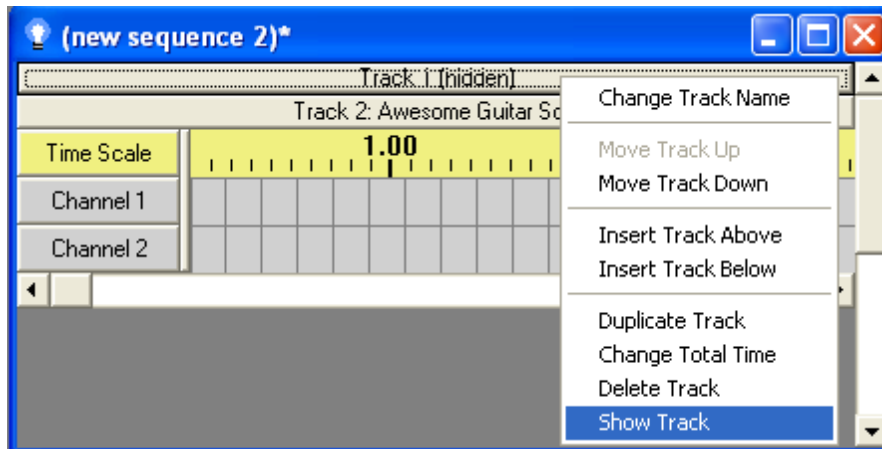 (new sequence 2)*
Track 1 (hidden)
Track 2: Awesome Guitar
Time Scale
1.00
Channel 1
Channel 2
Change Track Name
Move Track Up
Move Track Down
Insert Track Above
Insert Track Below
Duplicate Track
Change Total Time
Delete Track
Show Track